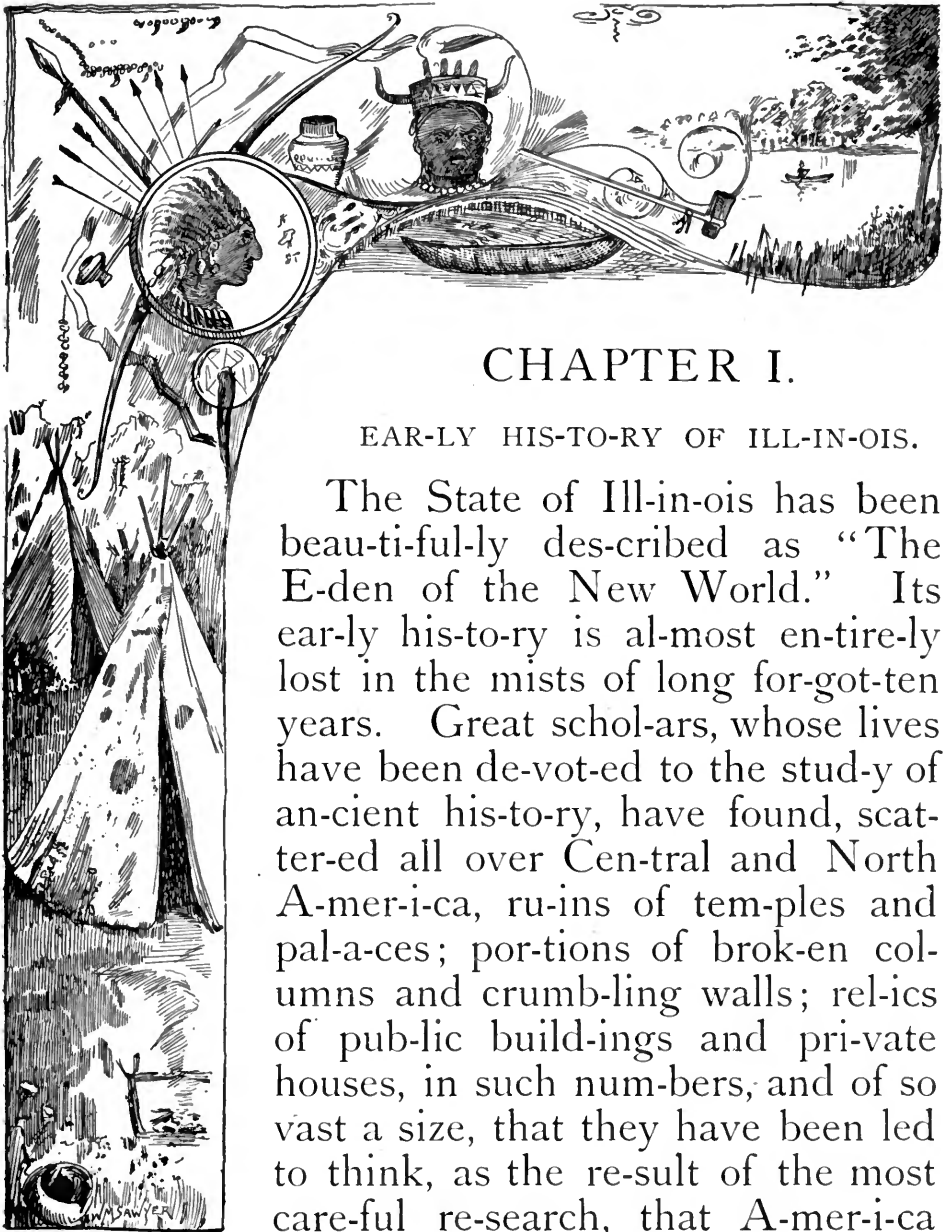 CHAPTER I.
EAR-LY HIS-TO-RY OF ILL-IN-OIS.
The State of Ill-in-ois has been
beau-ti-ful-ly des-cribed as “The
E-den of the New World.” Its
ear-ly his-to-ry is al-most en-tire-ly
lost in the mists of long for-got-ten
years. Great schol-ars, whose lives
have been de-vot-ed to the stud-y of
an-cient his-to-ry, have found, scat-
ter-ed all over Cen-tral and North
A-mer-i-ca, ru-ins of tem-ples and
pal-a-ces; por-tions of brok-en col-
umns and crumb-ling walls; rel-ics
of pub-lic build-ings and pri-vate
houses, in such num-bers, and of so
vast a size, that they have been led
to think, as the re-sult of the most
care-ful re-search, that A-mer-i-ca
WM SAWYER